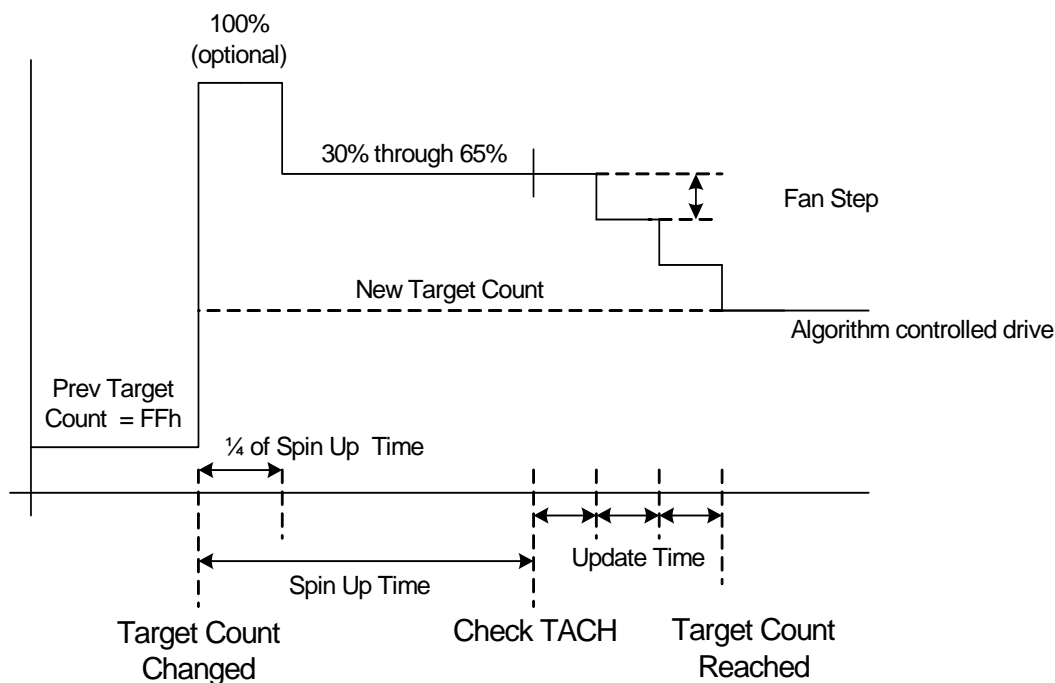 100%
(optional)
30% through 65%
Fan Step
New Target Count
Algorithm controlled drive
Prev Target
Count = FFh
¼ of Spin Up Time
Update Time
Spin Up Time
Target Count
Changed
Check TACH
Target Count
Reached